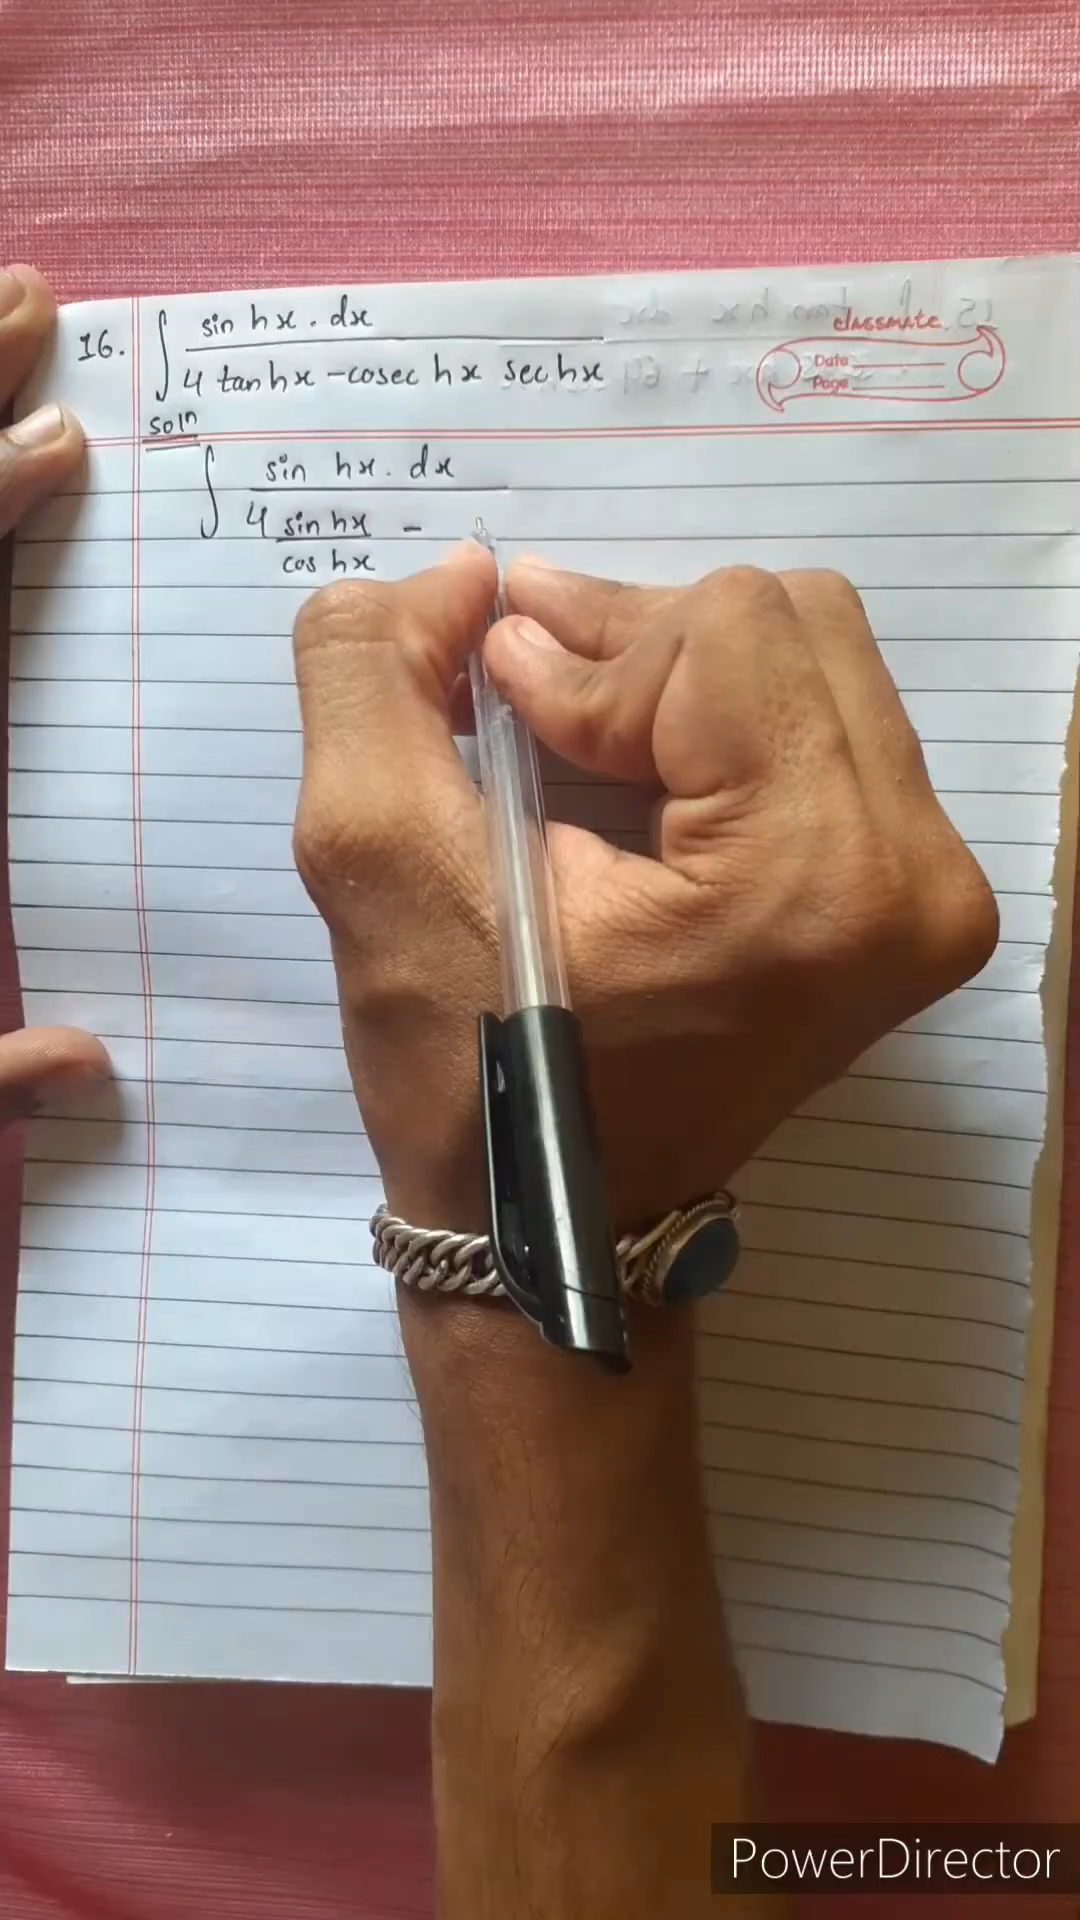 16. ∫ sin hx . dx
4 tan hx - cosec hx sec hx
classmate
Date
Page
Soln
∫ sin hx . dx
4 sin hx -
cos hx
PowerDirector